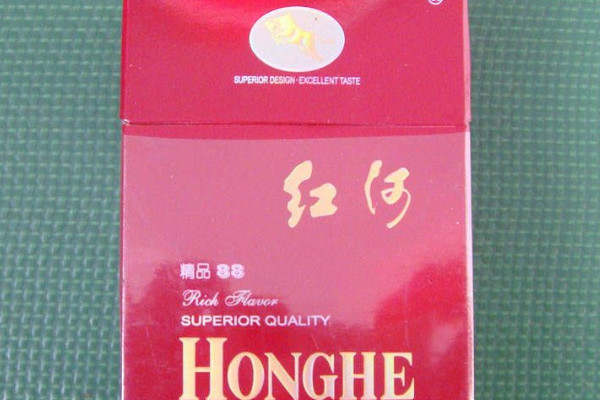 SUPERIOR DESIGN·EXCELLENT TASTE
红河
精品 88
Rich Flavor
SUPERIOR QUALITY
HONGHE